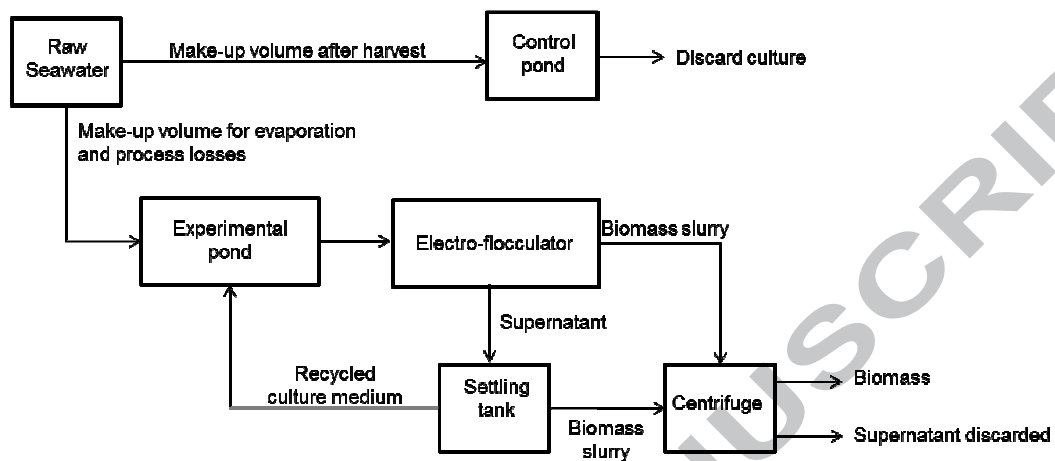 Raw
Seawater
Make-up volume after harvest
Control
pond
Discard culture
Make-up volume for evaporation
and process losses
Experimental
pond
Electro-flocculator
Biomass slurry
Supernatant
Recycled
culture medium
Settling
tank
Biomass
slurry
Centrifuge
Biomass
Supernatant discarded
USCRIP